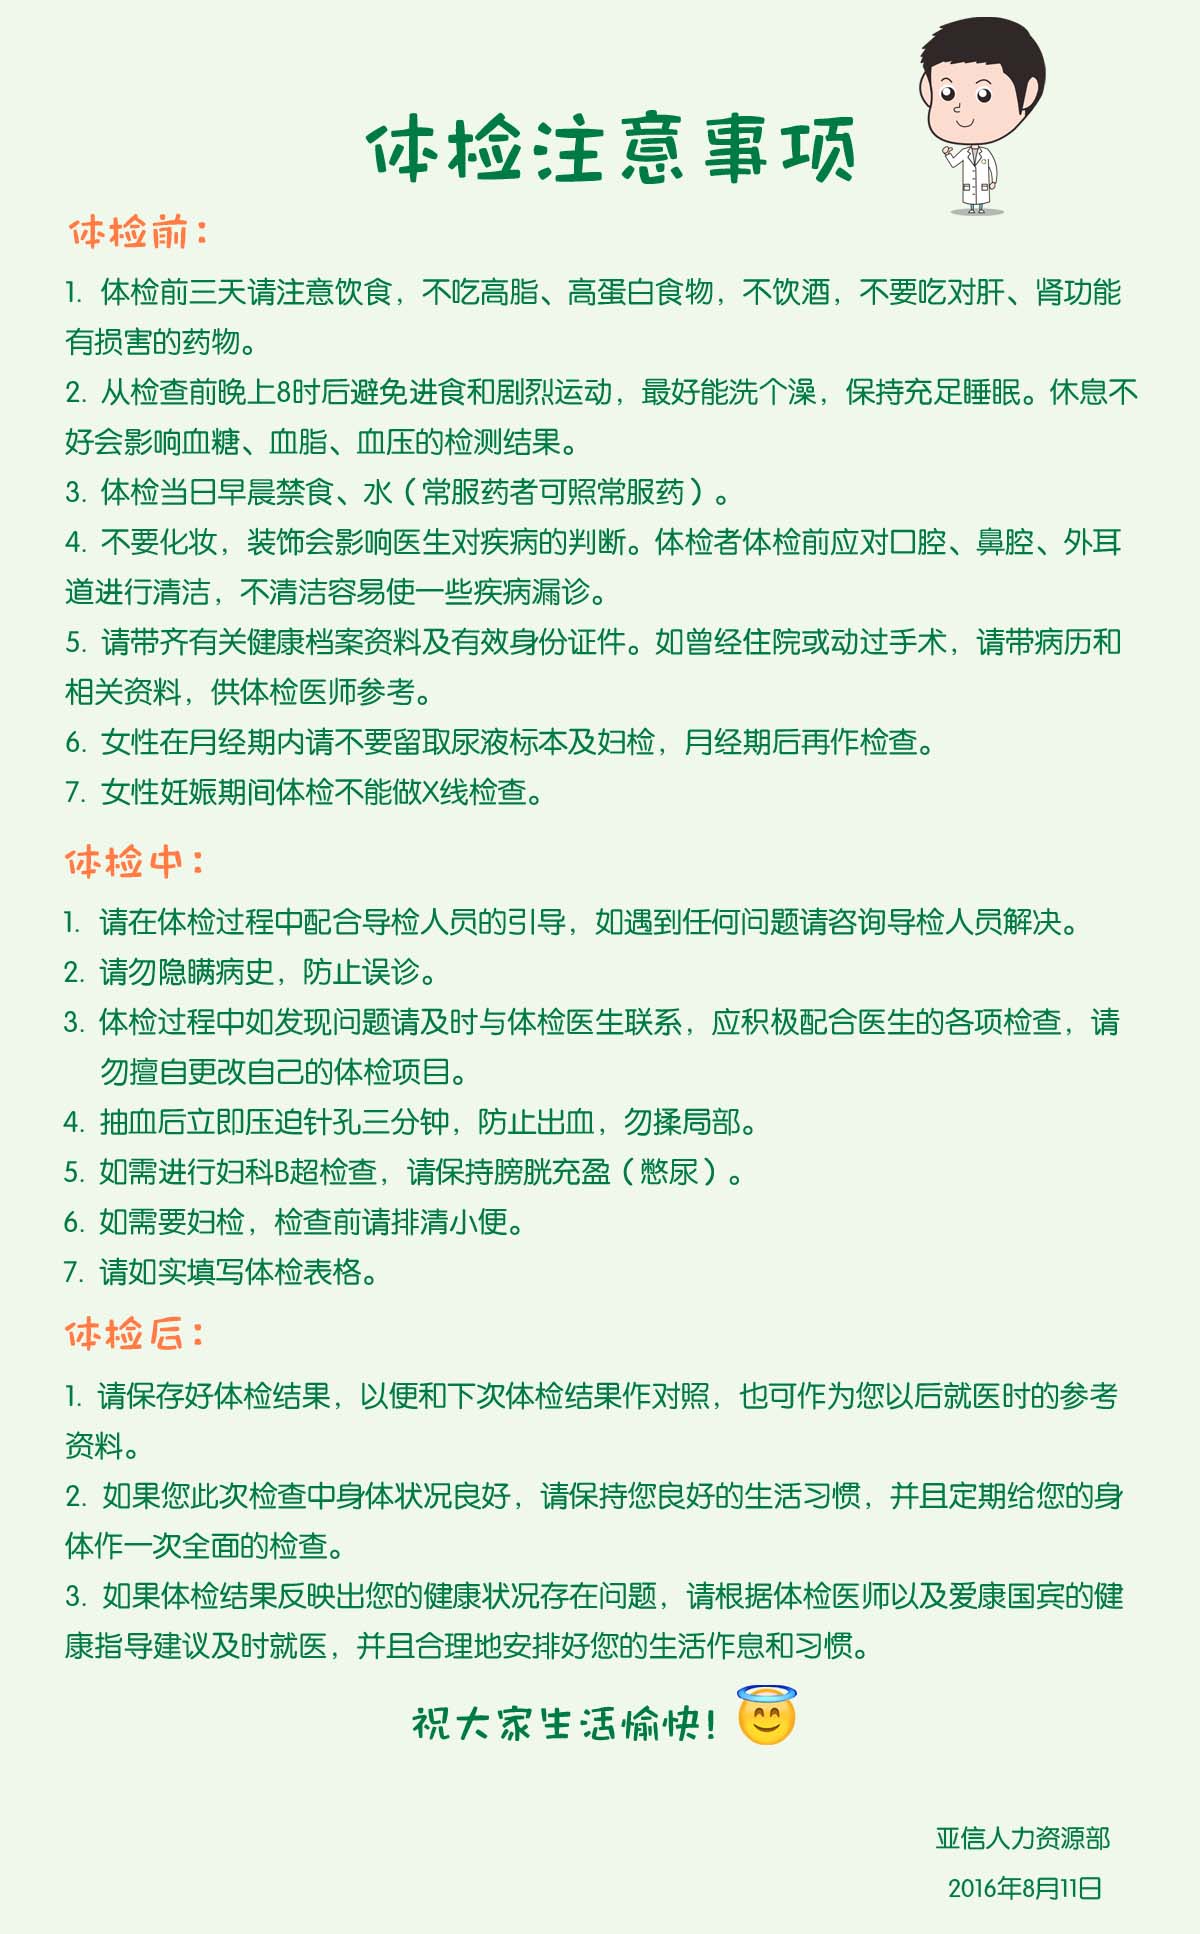 体检注意事项
体检前：
1. 体检前三天请注意饮食，不吃高脂、高蛋白食物，不饮酒，不要吃对肝、肾功能
有损害的药物。
2. 从检查前晚上8时后避免进食和剧烈运动，最好能洗个澡，保持充足睡眠。休息不
好会影响血糖、血脂、血压的检测结果。
3. 体检当日早晨禁食、水（常服药者可照常服药）。
4. 不要化妆，装饰会影响医生对疾病的判断。体检者体检前应对口腔、鼻腔、外耳
道进行清洁，不清洁容易使一些疾病漏诊。
5. 请带齐有关健康档案资料及有效身份证件。如曾经住院或动过手术，请带病历和
相关资料，供体检医师参考。
6. 女性在月经期内请不要留取尿液标本及妇检，月经期后再作检查。
7. 女性妊娠期间体检不能做X线检查。
体检中：
1. 请在体检过程中配合导检人员的引导，如遇到任何问题请咨询导检人员解决。
2. 请勿隐瞒病史，防止误诊。
3. 体检过程中如发现问题请及时与体检医生联系，应积极配合医生的各项检查，请
勿擅自更改自己的体检项目。
4. 抽血后立即压迫针孔三分钟，防止出血，勿揉局部。
5. 如需进行妇科B超检查，请保持膀胱充盈（憋尿）。
6. 如需要妇检，检查前请排清小便。
7. 请如实填写体检表格。
体检后：
1. 请保存好体检结果，以便和下次体检结果作对照，也可作为您以后就医时的参考
资料。
2. 如果您此次检查中身体状况良好，请保持您良好的生活习惯，并且定期给您的身
体作一次全面的检查。
3. 如果体检结果反映出您的健康状况存在问题，请根据体检医师以及爱康国宾的健
康指导建议及时就医，并且合理地安排好您的生活作息和习惯。
祝大家生活愉快！
亚信人力资源部
2016年8月11日